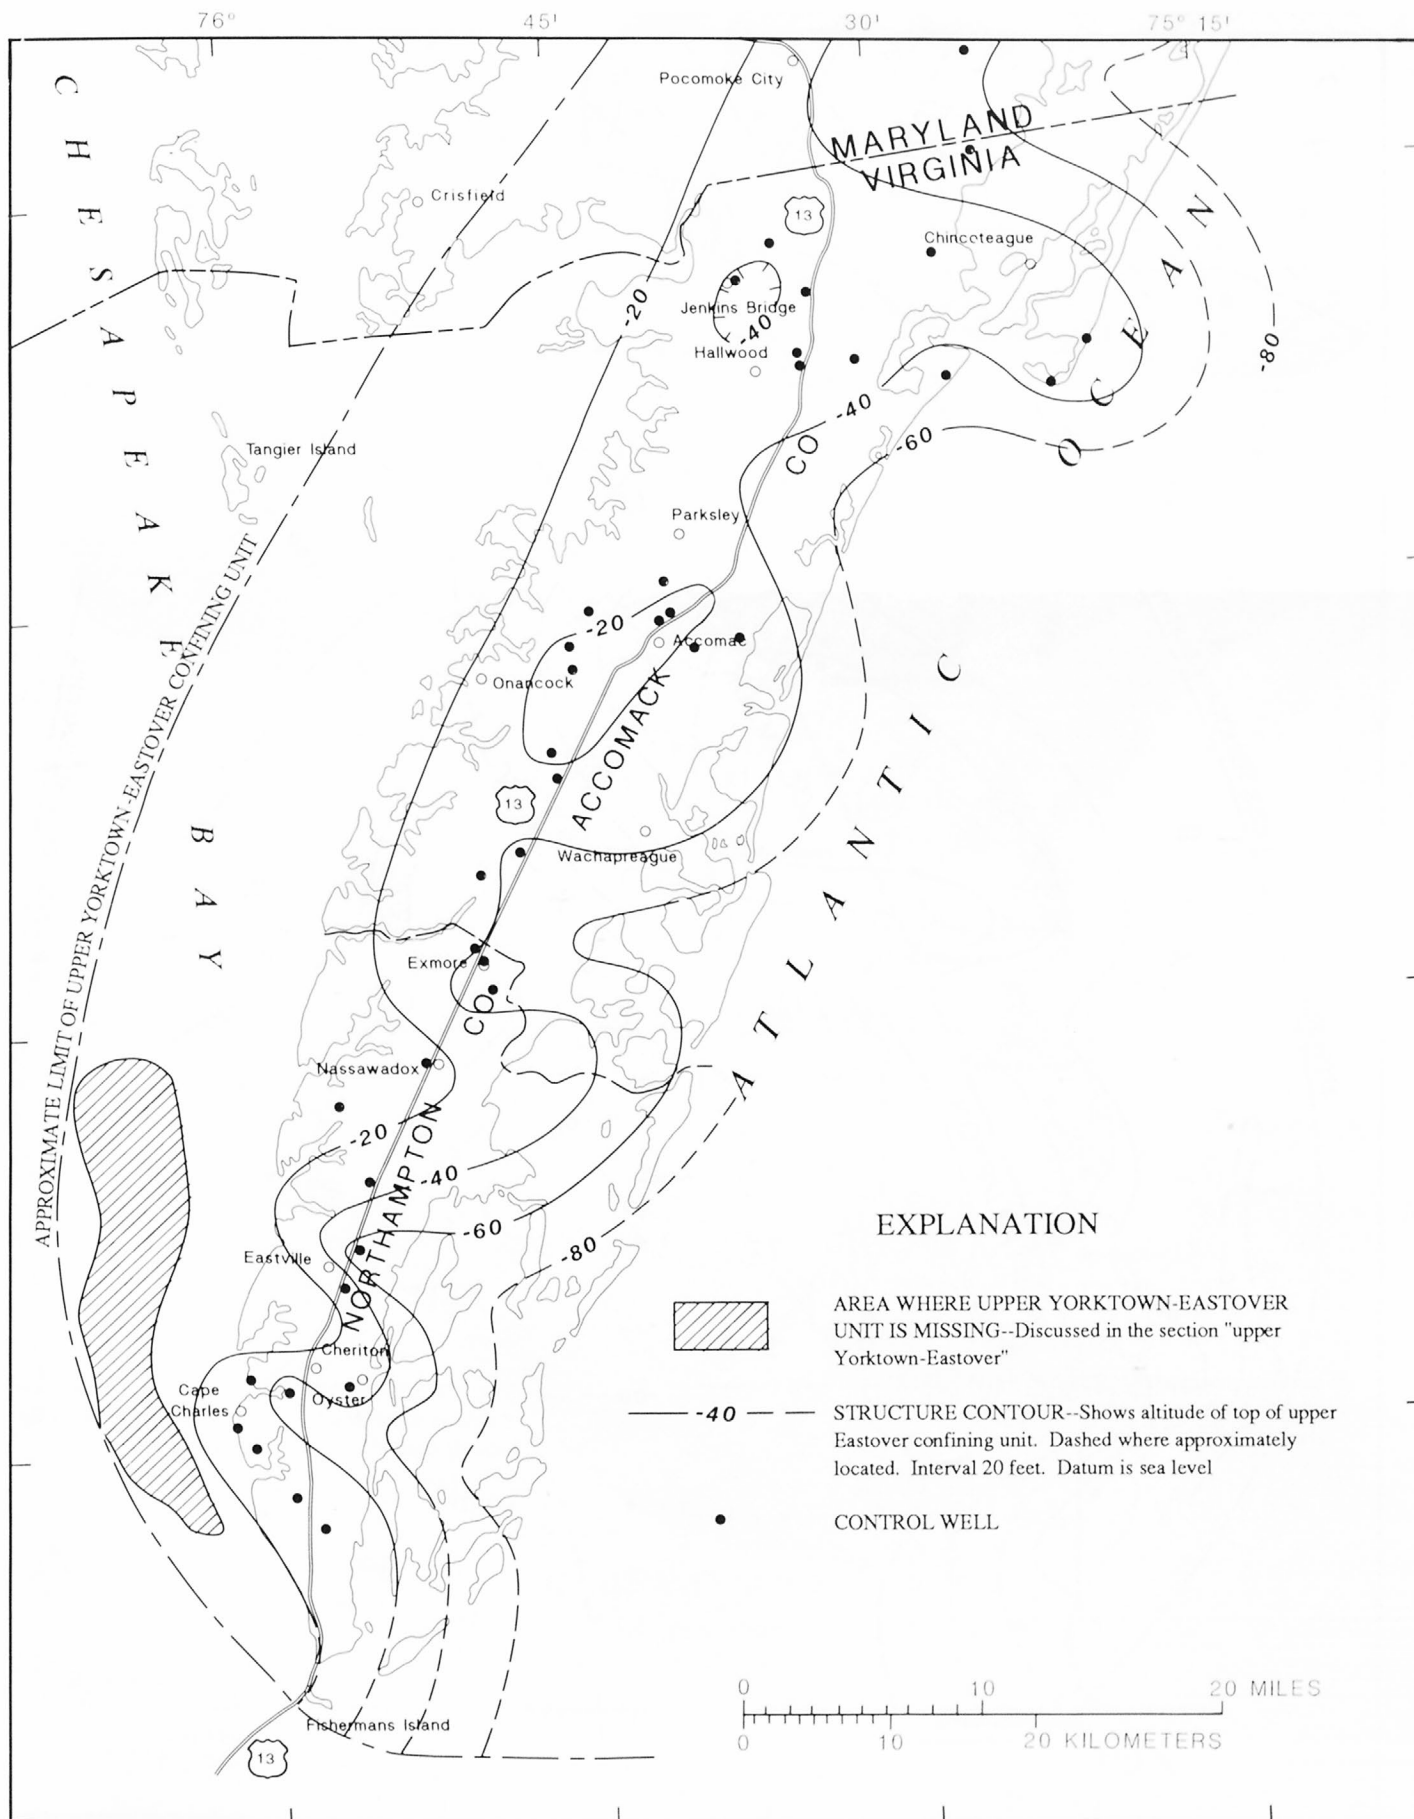 76°
45'
30'
75° 15'
CHESAPEAKE BAY
Pocomoke City
MARYLAND
VIRGINIA
Crisfield
13
Chincoteague
-20
Jenkins Bridge
-40
Hallwood
-80
-40
-60
CO
Tangier Island
Parksley
-20
Accomac
Onancock
ACCOMACK
13
Wachapreague
ATLANTIC OCEAN
APPROXIMATE LIMIT OF UPPER YORKTOWN-EASTOVER CONFINING UNIT
Exmore
CO
Nassawadox
-20
-40
NORTHAMPTON
-60
-80
Eastville
Cheriton
Cape
Charles
Oyster
Fishermans Island
13
EXPLANATION
AREA WHERE UPPER YORKTOWN-EASTOVER
UNIT IS MISSING--Discussed in the section "upper
Yorktown-Eastover"
-40
STRUCTURE CONTOUR--Shows altitude of top of upper
Eastover confining unit. Dashed where approximately
located. Interval 20 feet. Datum is sea level
CONTROL WELL
0 10 20 MILES
0 10 20 KILOMETERS